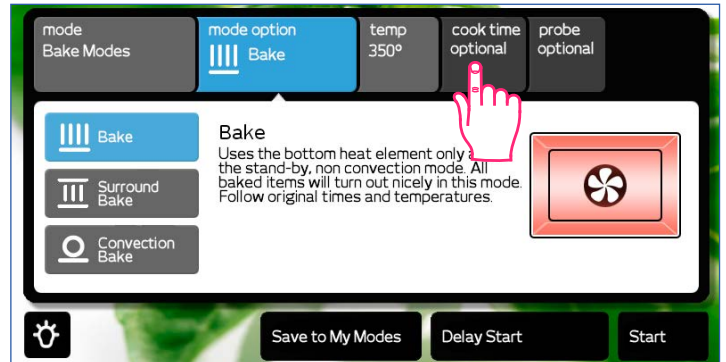 mode
Bake Modes
mode option
Bake
temp
350°
cook time
optional
probe
optional
Bake
Surround
Bake
Convection
Bake
Bake
Uses the bottom heat element only
the stand-by, non convection mode. All
baked items will turn out nicely in this mode.
Follow original times and temperatures.
Save to My Modes
Delay Start
Start